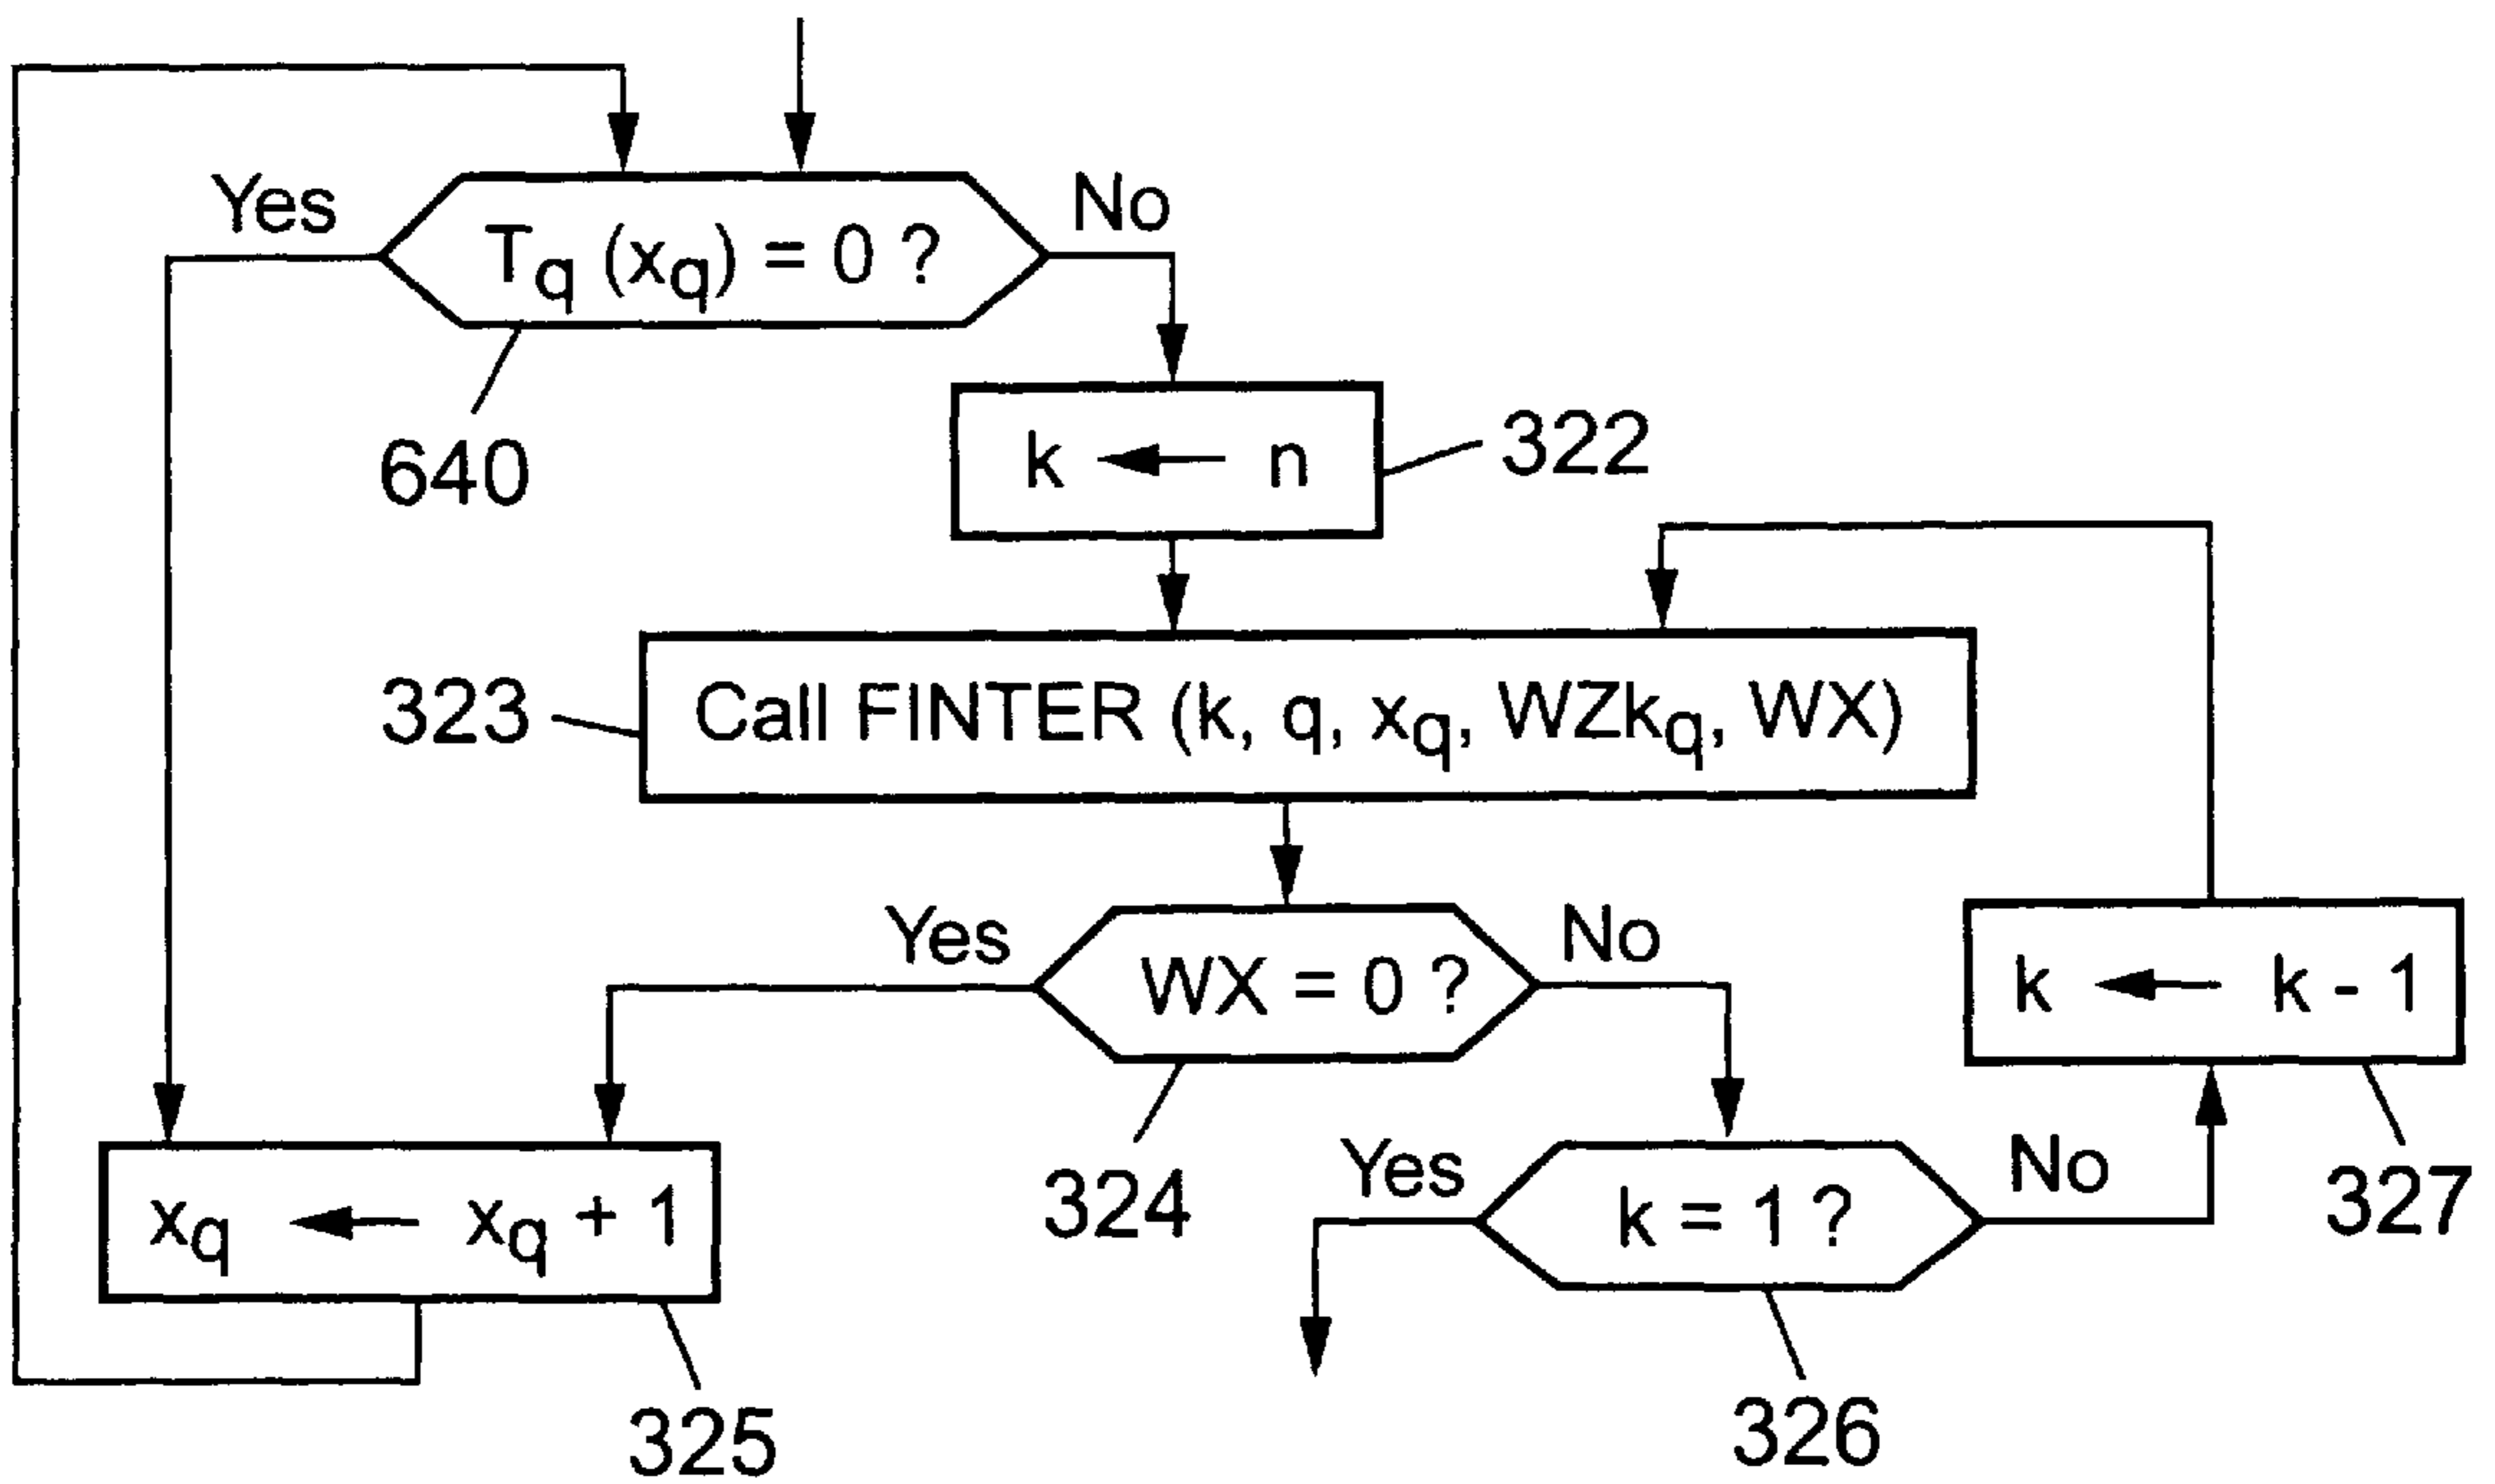 Yes
No
Tq (xq) = 0 ?
640
k ← n
322
323
Call FINTER (k, q, xq, WZkq, WX)
Yes
No
WX = 0 ?
k ← k - 1
324
Yes
No
327
xq ← xq + 1
k = 1 ?
325
326